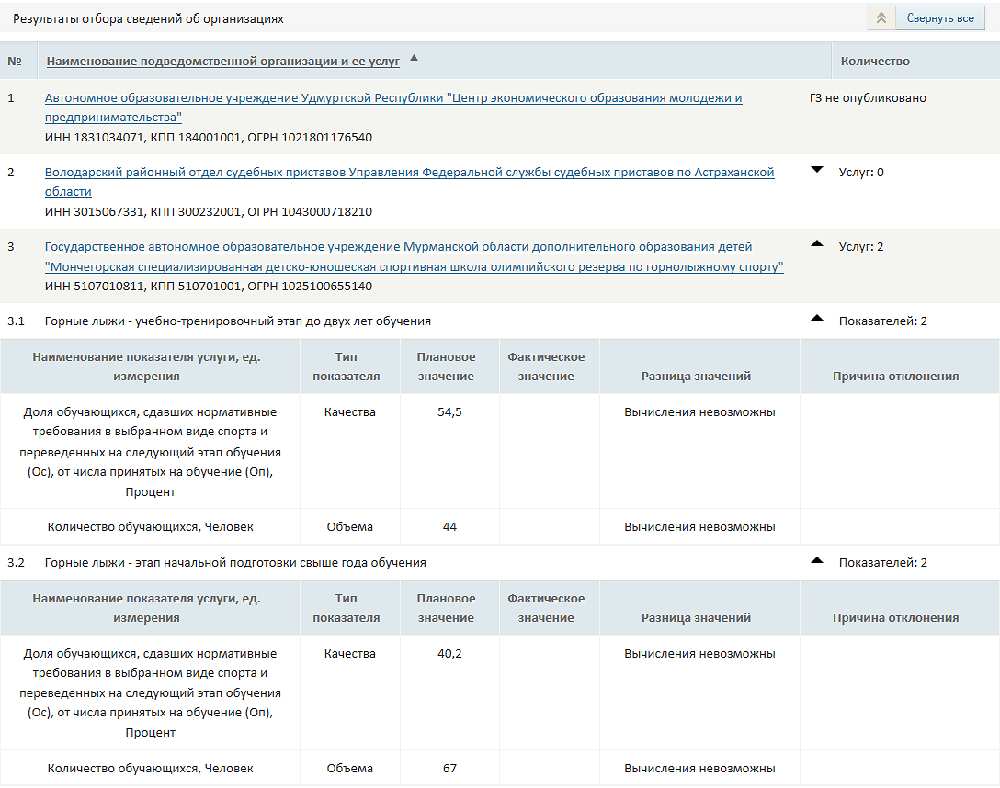 Результаты отбора сведений об организациях
Свернуть все
№ Наименование подведомственной организации и ее услуг Количество
1 Автономное образовательное учреждение Удмуртской Республики "Центр экономического образования молодежи и ГЗ не опубликовано
предпринимательства"
ИНН 1831034071, КПП 184001001, ОГРН 1021801176540
2 Володарский районный отдел судебных приставов Управления Федеральной службы судебных приставов по Астраханской Услуг: 0
области
ИНН 3015067331, КПП 300232001, ОГРН 1043000718210
3 Государственное автономное образовательное учреждение Мурманской области дополнительного образования детей Услуг: 2
"Мончегорская специализированная детско-юношеская спортивная школа олимпийского резерва по горнолыжному спорту"
ИНН 5107010811, КПП 510701001, ОГРН 1025100655140
3.1 Горные лыжи - учебно-тренировочный этап до двух лет обучения Показателей: 2
Наименование показателя услуги, ед. Тип Плановое Фактическое
измерения показателя значение значение Разница значений Причина отклонения
Доля обучающихся, сдавших нормативные Качества 54,5 Вычисления невозможны
требования в выбранном виде спорта и
переведенных на следующий этап обучения
(Ос), от числа принятых на обучение (Оп),
Процент
Количество обучающихся, Человек Объема 44 Вычисления невозможны
3.2 Горные лыжи - этап начальной подготовки свыше года обучения Показателей: 2
Наименование показателя услуги, ед. Тип Плановое Фактическое
измерения показателя значение значение Разница значений Причина отклонения
Доля обучающихся, сдавших нормативные Качества 40,2 Вычисления невозможны
требования в выбранном виде спорта и
переведенных на следующий этап обучения
(Ос), от числа принятых на обучение (Оп),
Процент
Количество обучающихся, Человек Объема 67 Вычисления невозможны